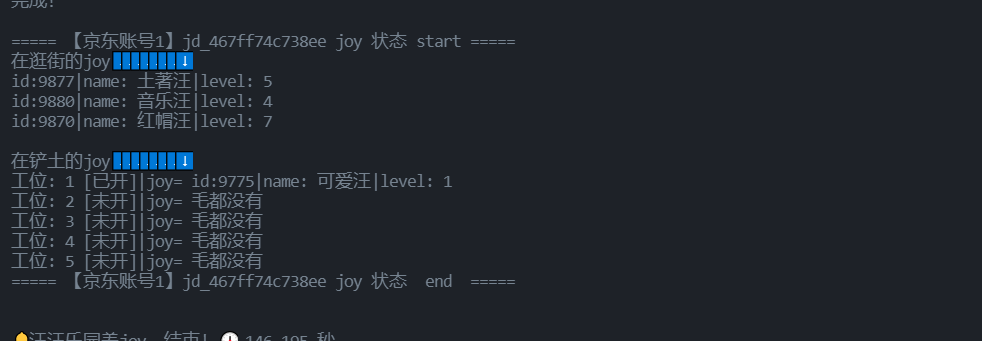 完成!
===== 【京东账号1】jd_467ff74c738ee joy 状态 start =====
在逛街的joy⬇️⬇️⬇️⬇️⬇️⬇️⬇️⬇️
id:9877|name: 土著汪|level: 5
id:9880|name: 音乐汪|level: 4
id:9870|name: 红帽汪|level: 7
在铲土的joy⬇️⬇️⬇️⬇️⬇️⬇️⬇️⬇️
工位: 1 [已开]|joy= id:9775|name: 可爱汪|level: 1
工位: 2 [未开]|joy= 毛都没有
工位: 3 [未开]|joy= 毛都没有
工位: 4 [未开]|joy= 毛都没有
工位: 5 [未开]|joy= 毛都没有
===== 【京东账号1】jd_467ff74c738ee joy 状态  end  =====
🔔汪汪乐园养joy, 结束! 🕛 146.195 秒